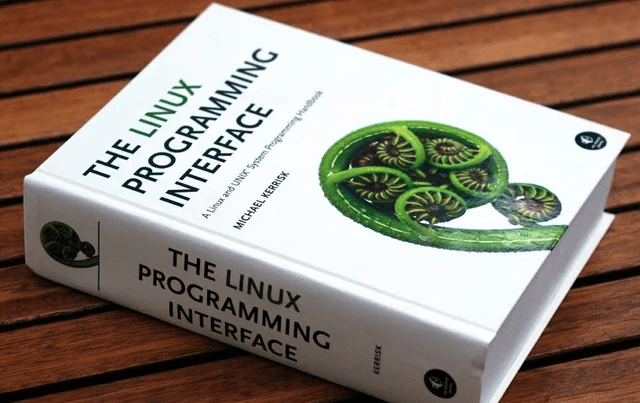 THE LINUX
PROGRAMMING
INTERFACE
A Linux and UNIX® System Programming Handbook
MICHAEL KERRISK
THE LINUX
PROGRAMMING
INTERFACE
KERRISK